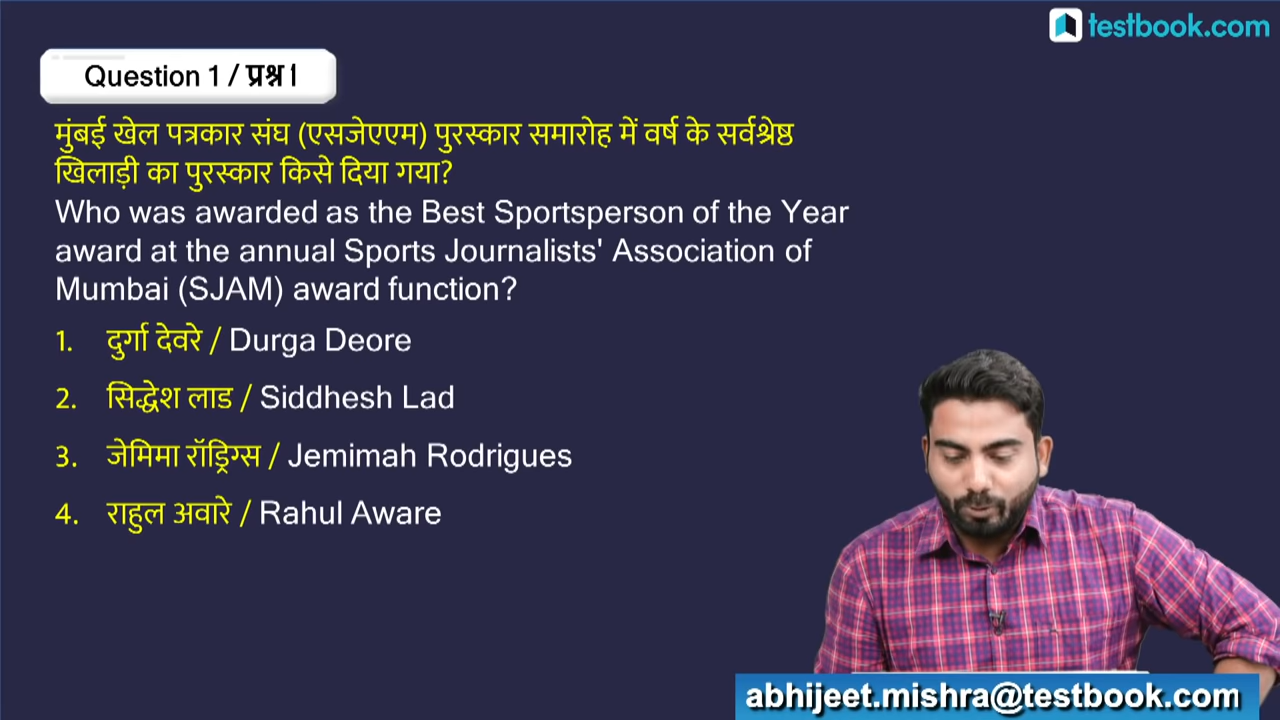 testbook.com
Question 1 / प्रश्न 1
मुंबई खेल पत्रकार संघ (एसजेएएम) पुरस्कार समारोह में वर्ष के सर्वश्रेष्ठ
खिलाड़ी का पुरस्कार किसे दिया गया?
Who was awarded as the Best Sportsperson of the Year
award at the annual Sports Journalists' Association of
Mumbai (SJAM) award function?
1. दुर्गा देवरे / Durga Deore
2. सिद्धेश लाड / Siddhesh Lad
3. जेमिमा रॉड्रिग्स / Jemimah Rodrigues
4. राहुल अवारे / Rahul Aware
abhijeet.mishra@testbook.com